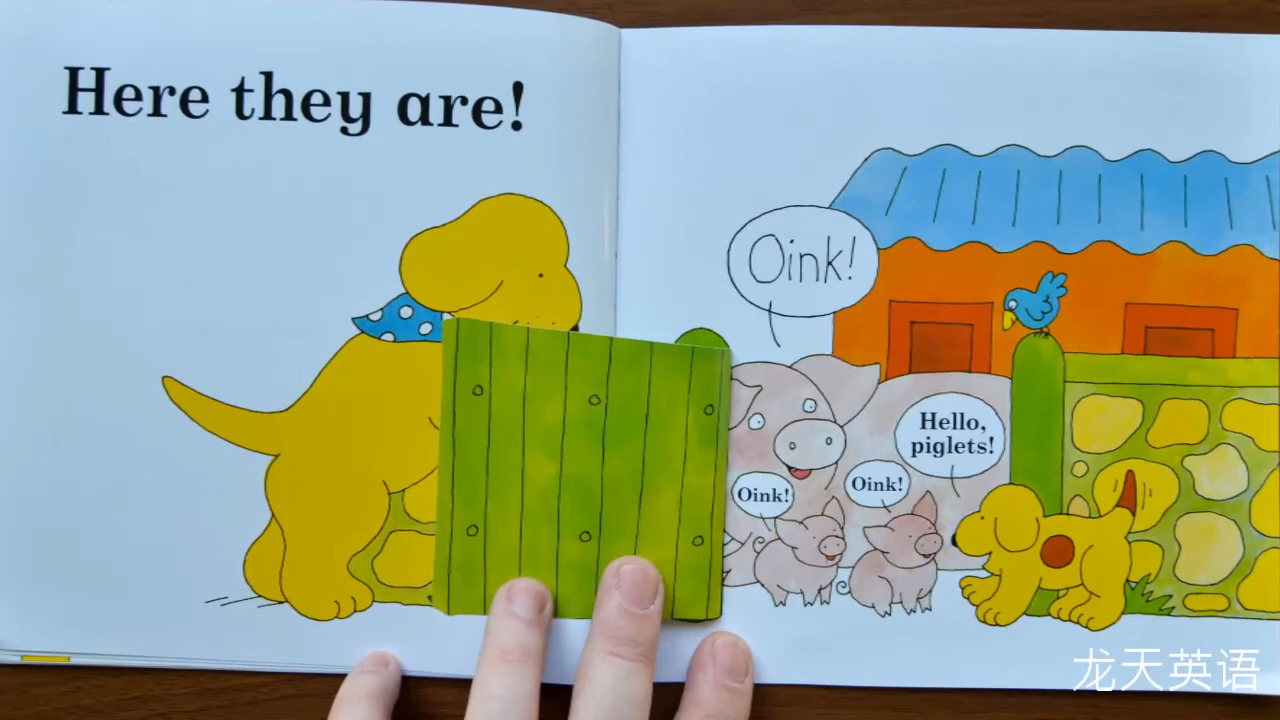 Here they are!
Oink!
Hello,
piglets!
Oink!
Oink!
龙天英语